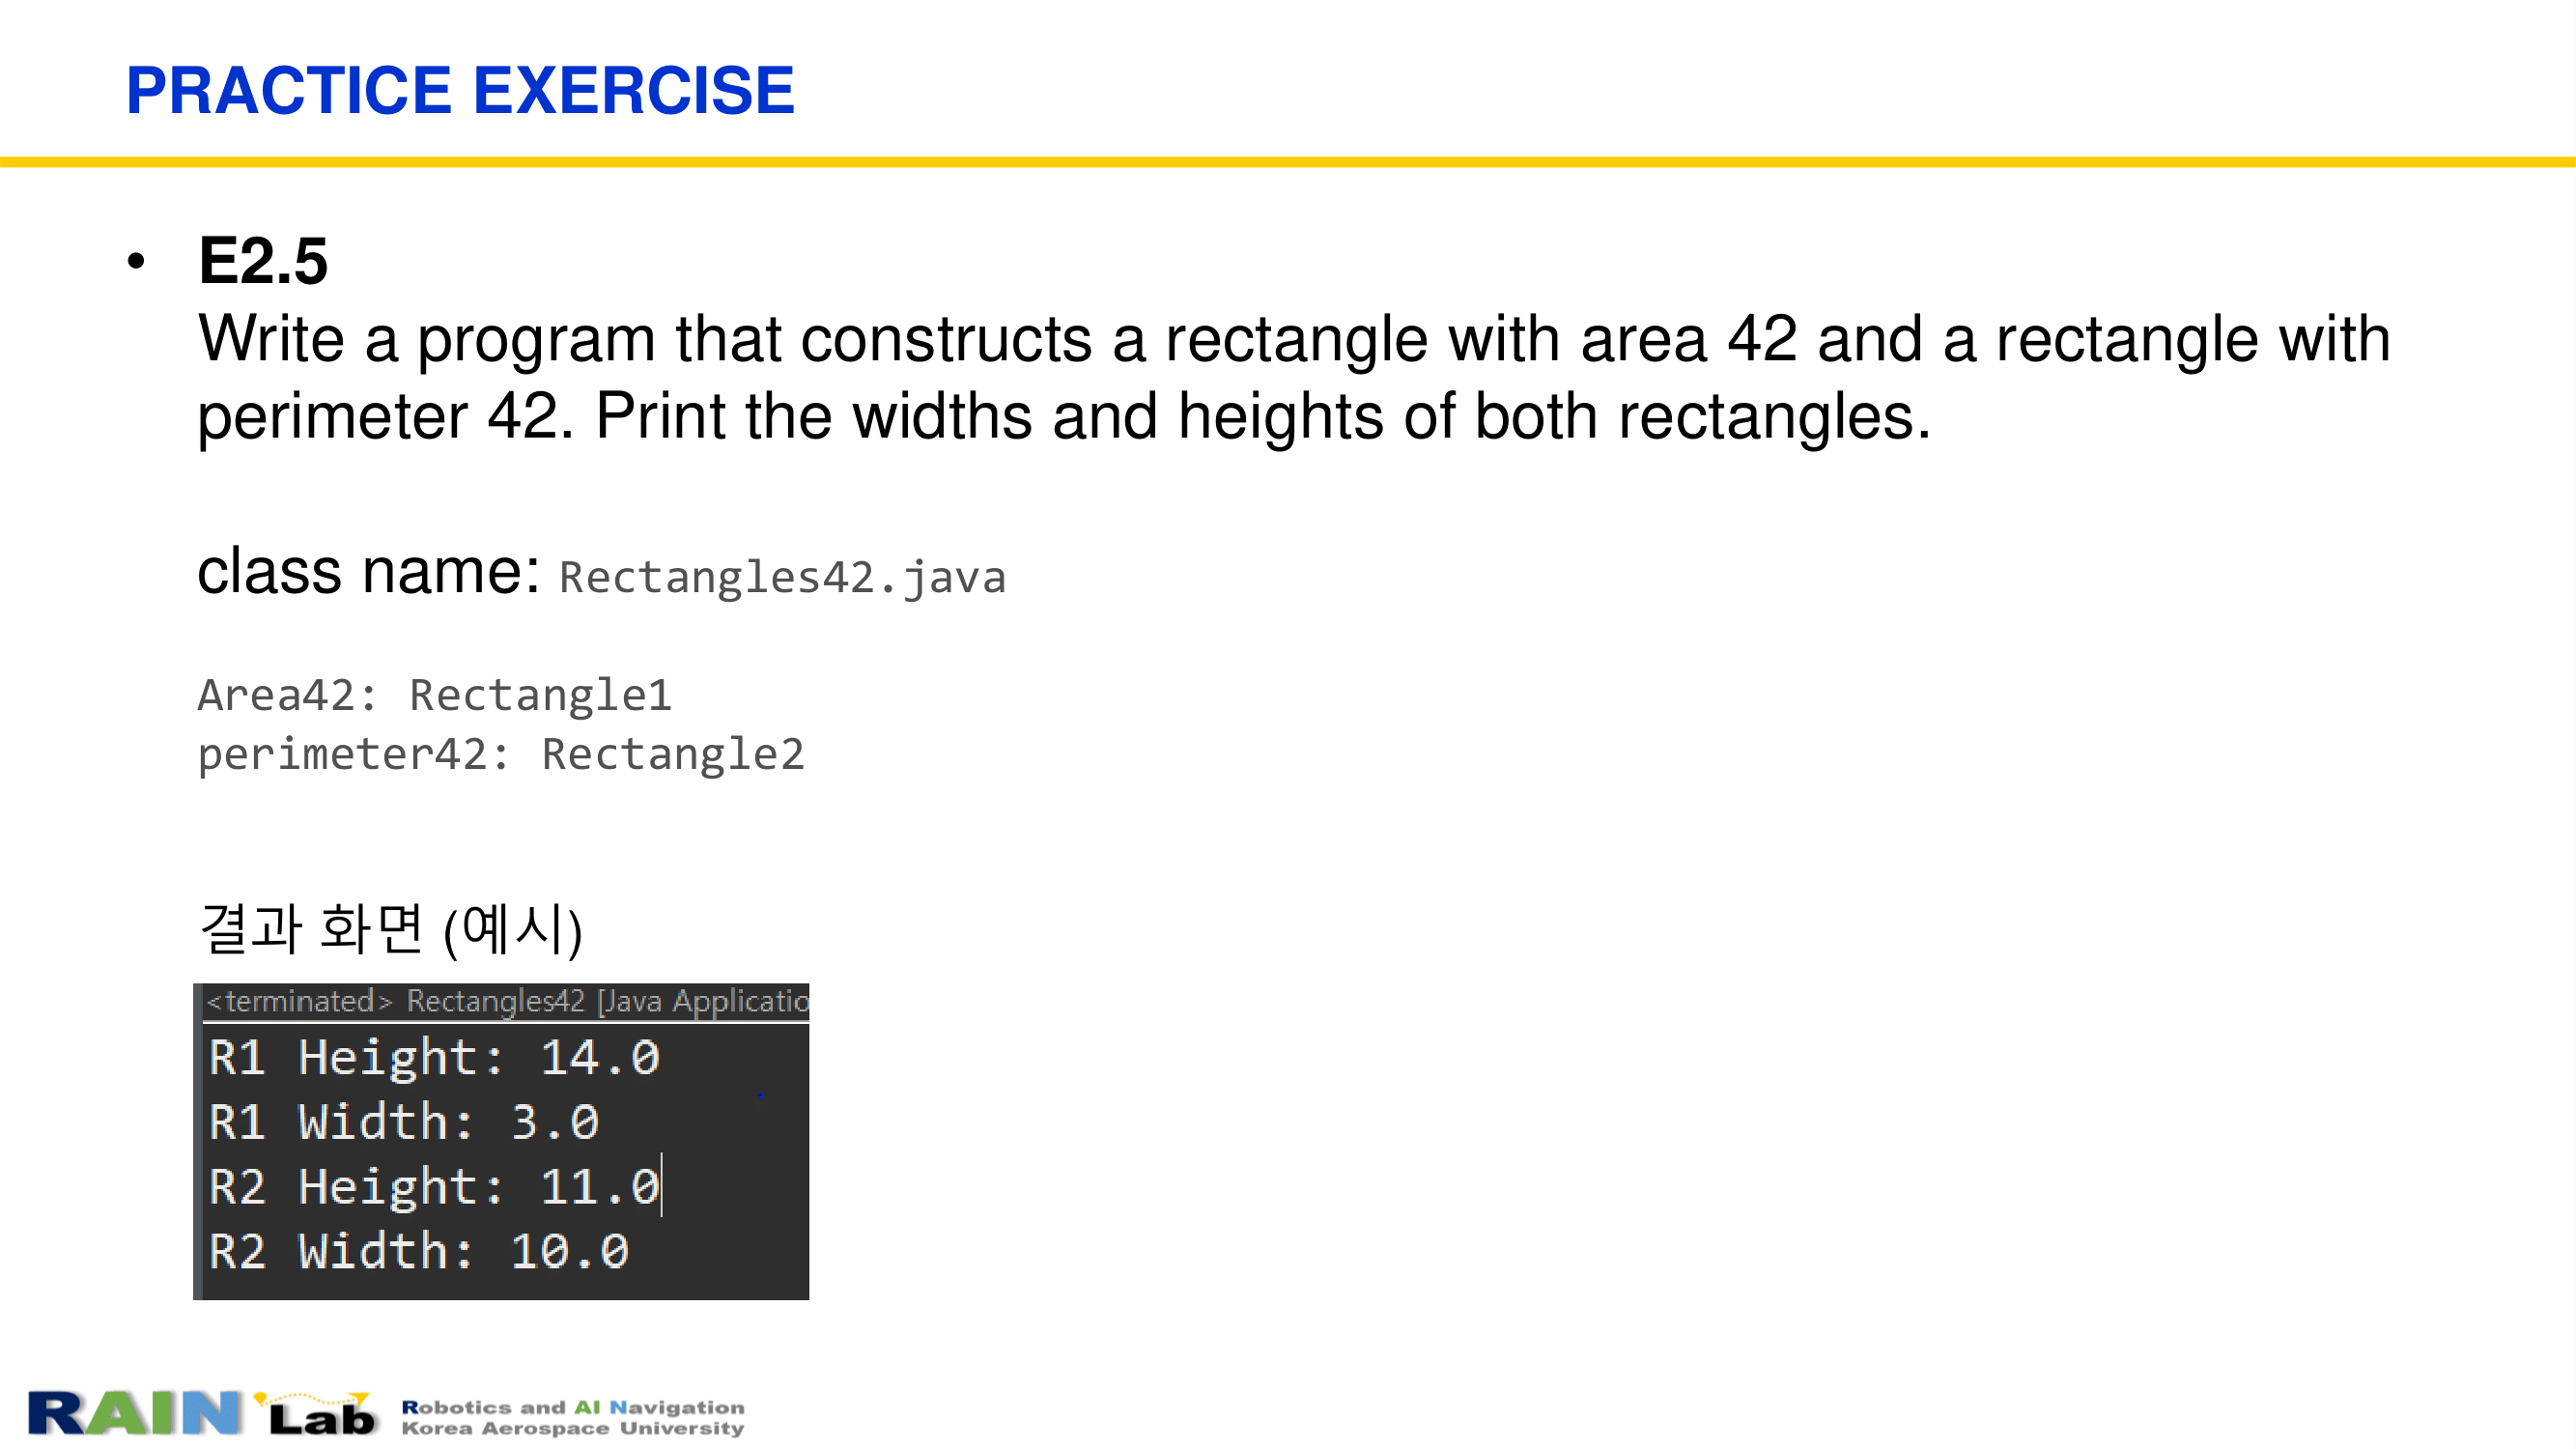 PRACTICE EXERCISE
• E2.5
Write a program that constructs a rectangle with area 42 and a rectangle with
perimeter 42. Print the widths and heights of both rectangles.
class name: Rectangles42.java
Area42: Rectangle1
perimeter42: Rectangle2
결과 화면 (예시)
<terminated> Rectangles42 [Java Applicatio
R1 Height: 14.0
R1 Width: 3.0
R2 Height: 11.0
R2 Width: 10.0
RAIN Lab
Robotics and AI Navigation
Korea Aerospace University